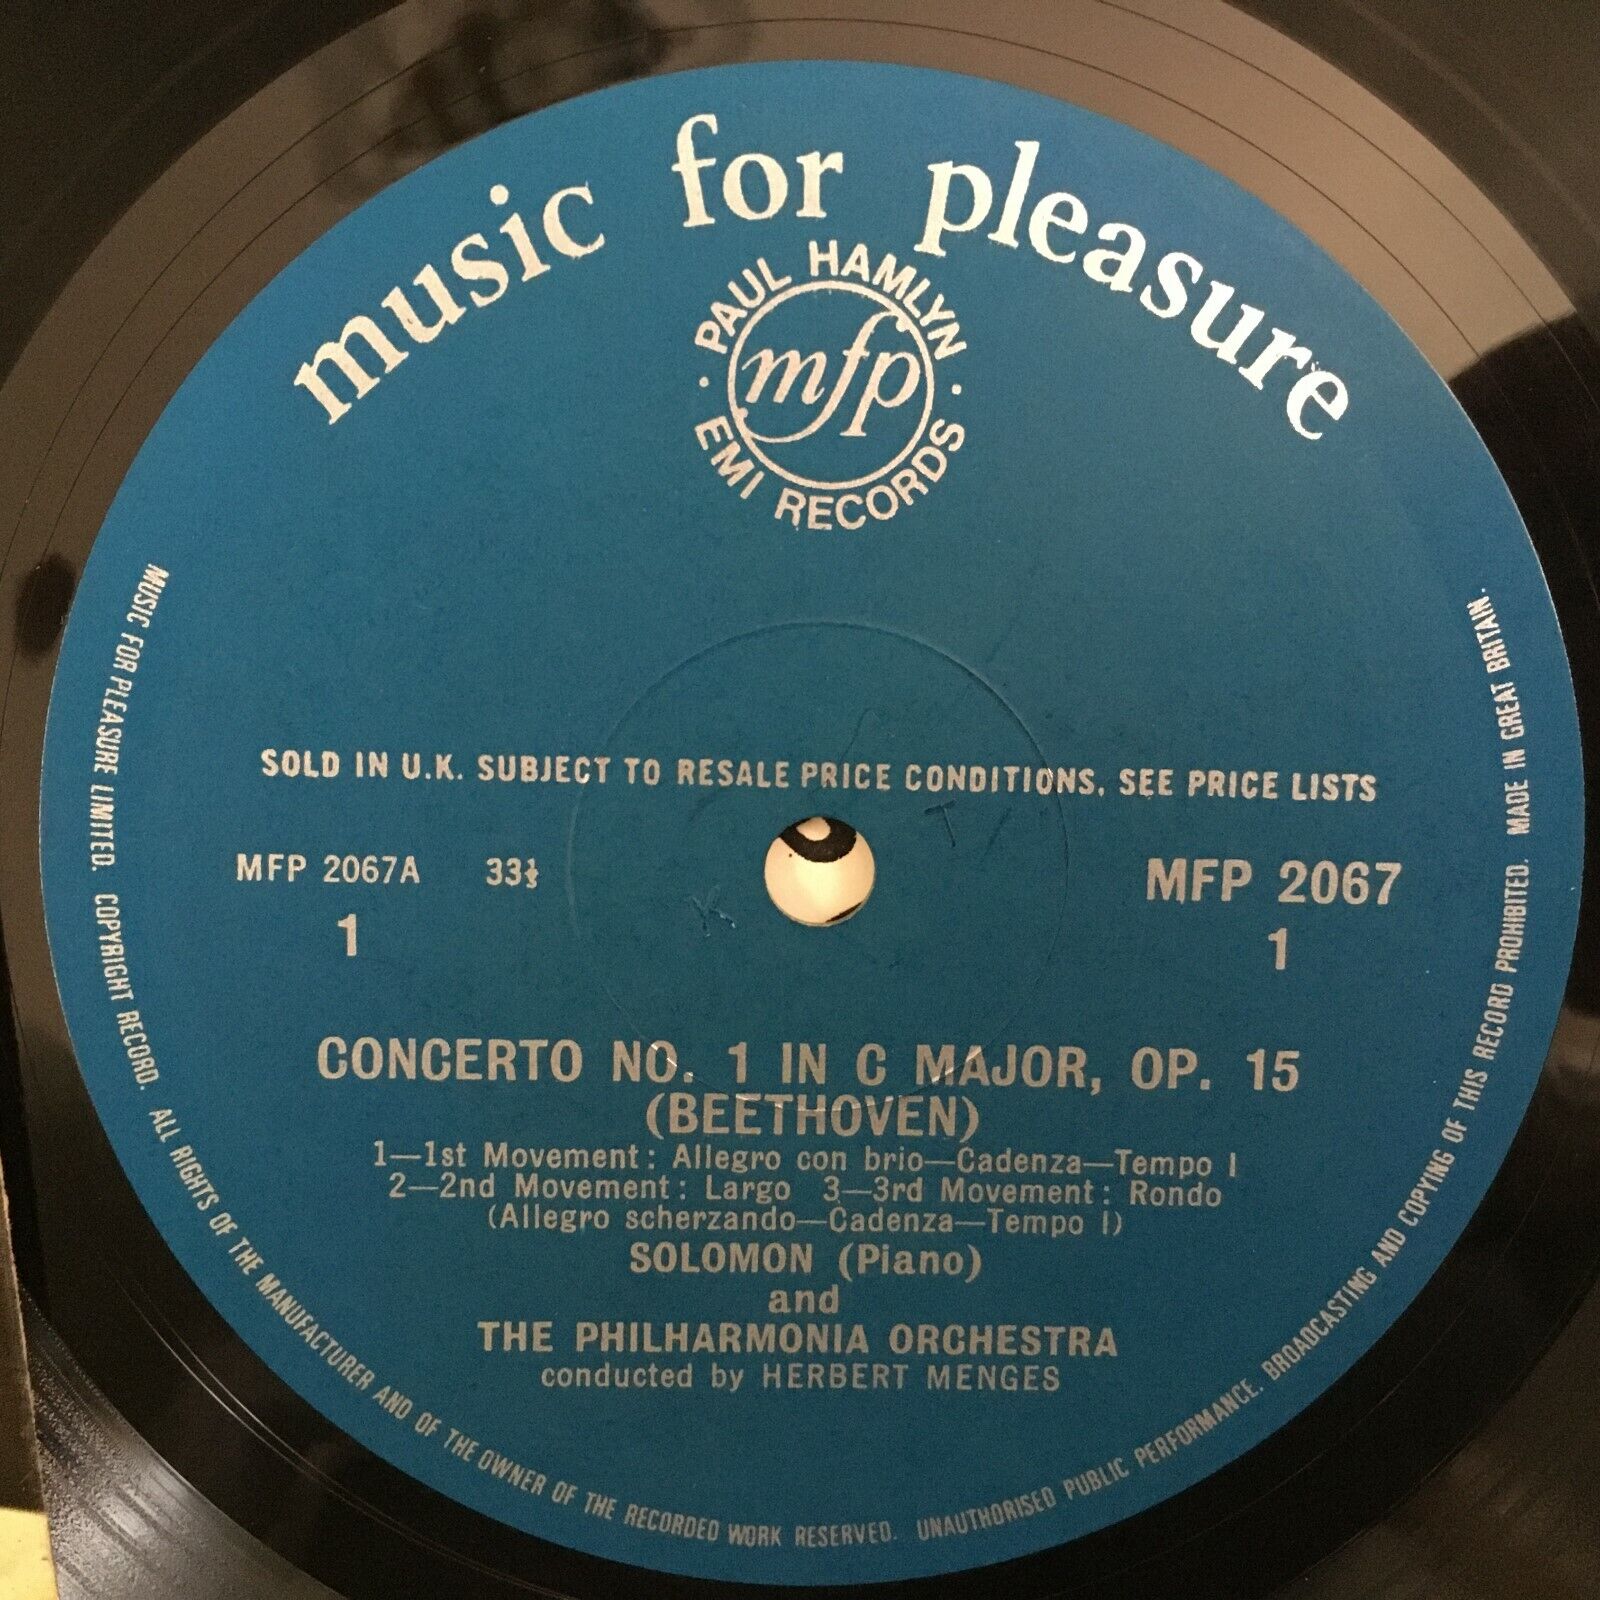 music for pleasure
PAUL HAMLYN
mfp
EMI RECORDS
SOLD IN U.K. SUBJECT TO RESALE PRICE CONDITIONS, SEE PRICE LISTS
MFP 2067A 33⅓ MFP 2067
1 1
CONCERTO NO. 1 IN C MAJOR, OP. 15
(BEETHOVEN)
1—1st Movement: Allegro con brio—Cadenza—Tempo I
2—2nd Movement: Largo 3—3rd Movement: Rondo
(Allegro scherzando—Cadenza—Tempo I)
SOLOMON (Piano)
and
THE PHILHARMONIA ORCHESTRA
conducted by HERBERT MENGES
MUSIC FOR PLEASURE LIMITED. COPYRIGHT RECORD. ALL RIGHTS OF THE MANUFACTURER AND OF THE OWNER OF THE RECORDED WORK RESERVED. UNAUTHORISED PUBLIC PERFORMANCE, BROADCASTING AND COPYING OF THIS RECORD PROHIBITED. MADE IN GREAT BRITAIN.
K T